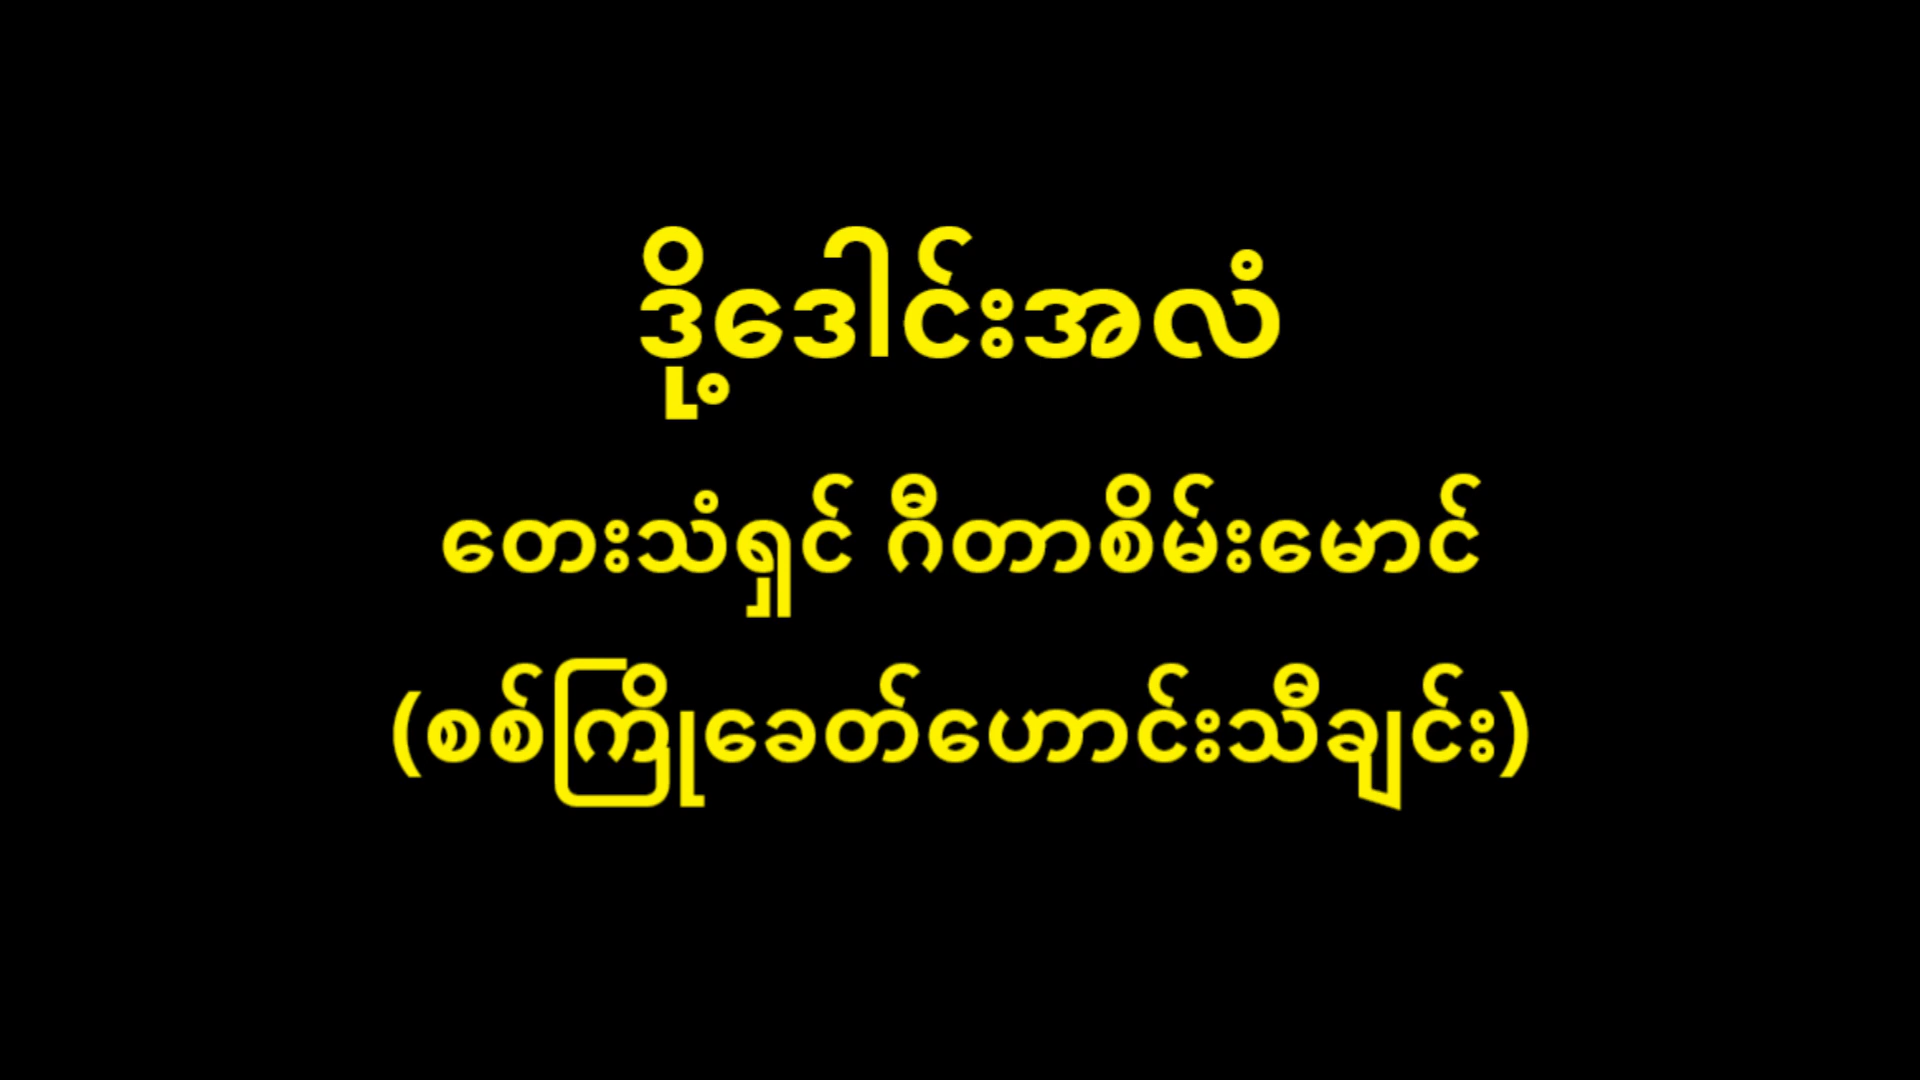 ဒို့ဒေါင်းအလံ
တေးသံရှင် ဂီတာစိမ်းမောင်
(စစ်ကြိုခေတ်ဟောင်းသီချင်း)